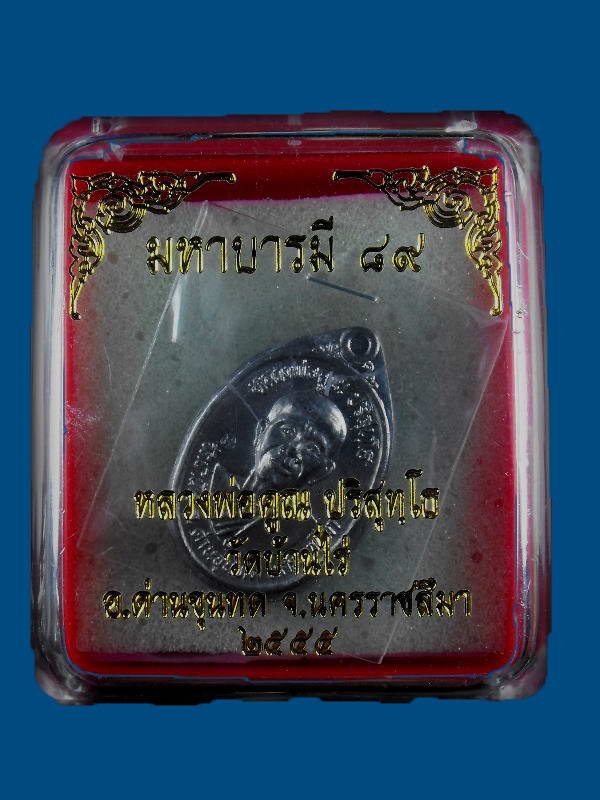 มหาบารมี ๘๙
หลวงพ่อคูณ ปริสุทฺโธ
วัดบ้านไร่
อ.ด่านขุนทด จ.นครราชสีมา
๒๕๕๕